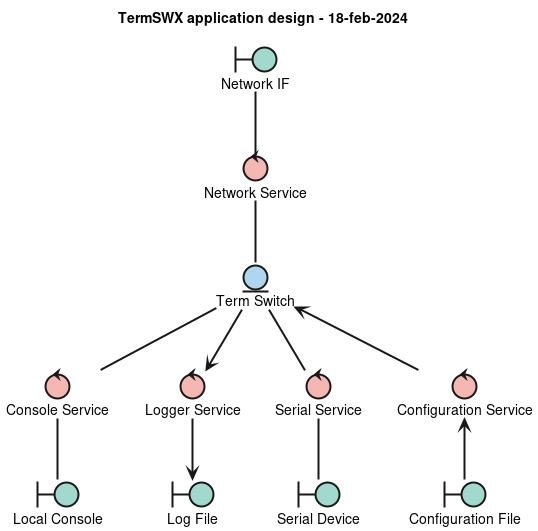 TermSWX application design - 18-feb-2024
Network IF
Network Service
Term Switch
Console Service
Logger Service
Serial Service
Configuration Service
Local Console
Log File
Serial Device
Configuration File